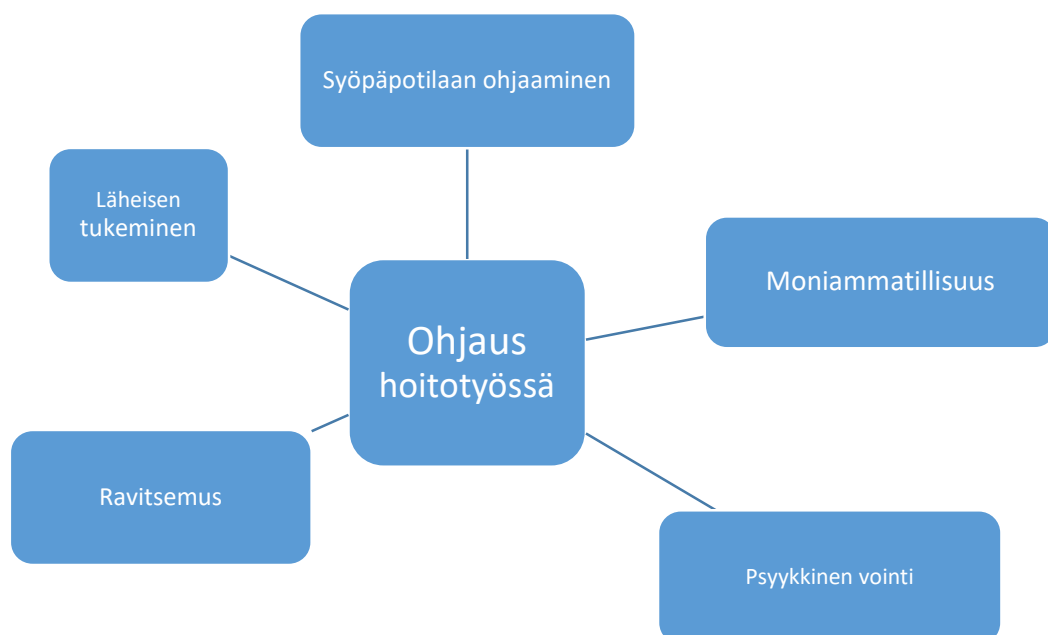 Syöpäpotilaan ohjaaminen
Läheisen
tukeminen
Moniammatillisuus
Ohjaus
hoitotyössä
Ravitsemus
Psyykkinen vointi